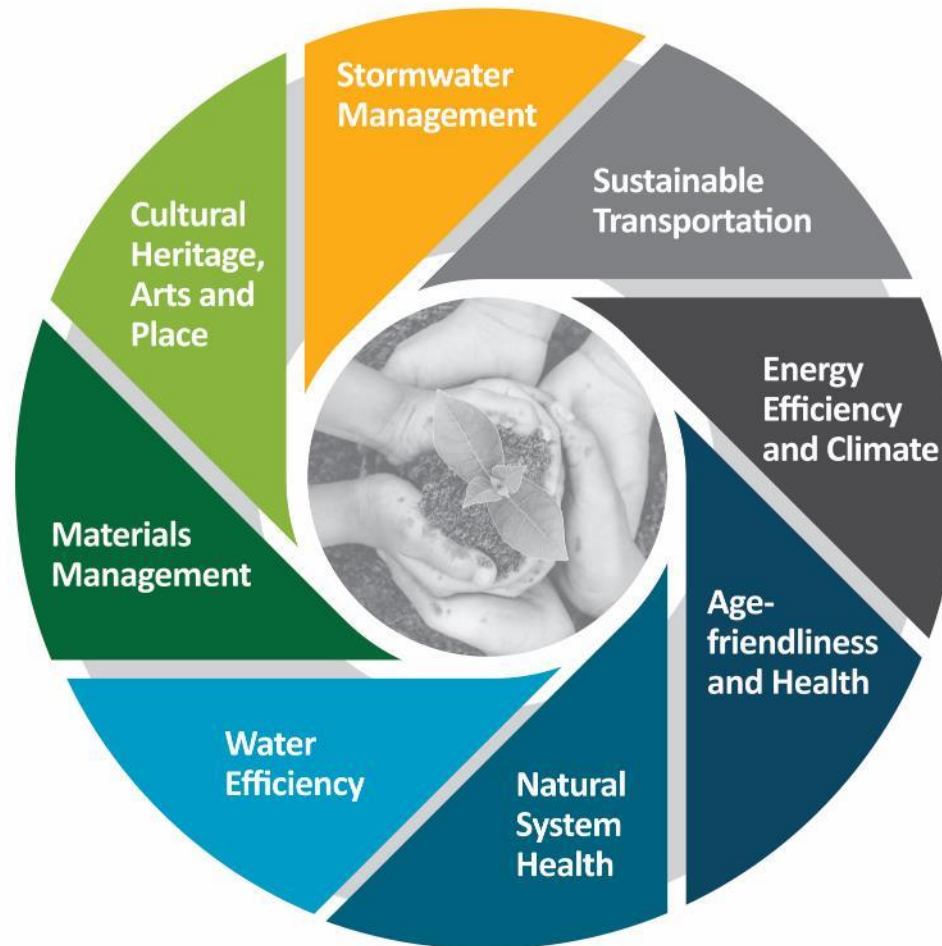 Stormwater
Management
Sustainable
Transportation
Energy
Efficiency
and Climate
Age-
friendliness
and Health
Natural
System
Health
Water
Efficiency
Materials
Management
Cultural
Heritage,
Arts and
Place